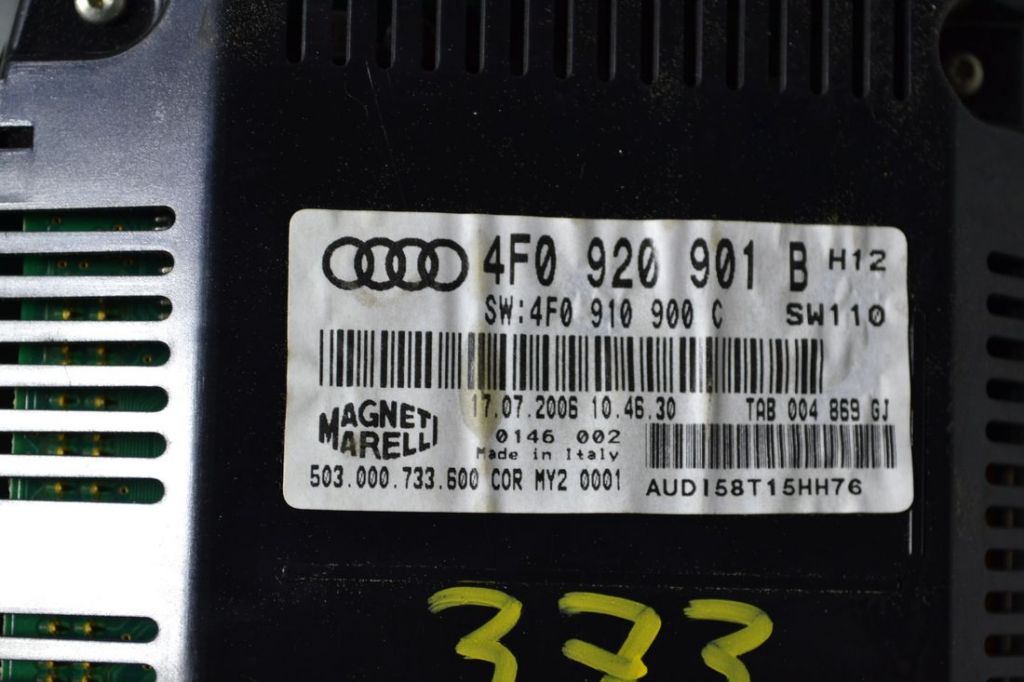 4F0 920 901 B H12
SW:4F0 910 900 C SW110
17.07.2006 10.46.30 TAB 004 869 GJ
MAGNETI
MARELLI
0146 002
Made in Italy
503.000.733.600 COR MY2 0001
AUDI58T15HH76
373